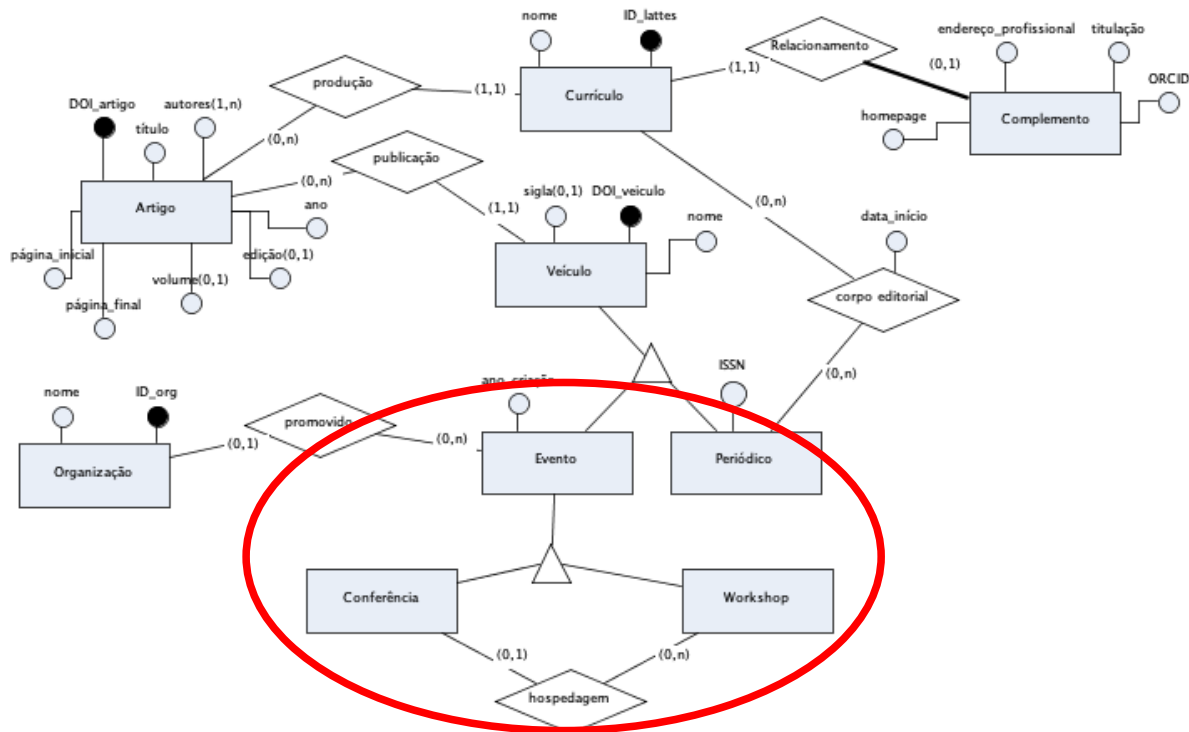 nome
ID_lattes
Relacionamento
endereço_profissional
titulação
(0,1)
(1,1)
ORCID
produção
(1,1)
Currículo
homepage
Complemento
DOI_artigo
autores(1,n)
título
(0,n)
publicação
(0,n)
Artigo
ano
(1,1)
sigla(0,1)
DOI_veiculo
nome
(0,n)
data_início
página_inicial
volume(0,1)
edição(0,1)
página_final
Veículo
corpo editorial
(0,n)
nome
ID_org
ano_criação
ISSN
promovido
(0,1)
(0,n)
Organização
Evento
Periódico
Conferência
Workshop
(0,1)
(0,n)
hospedagem